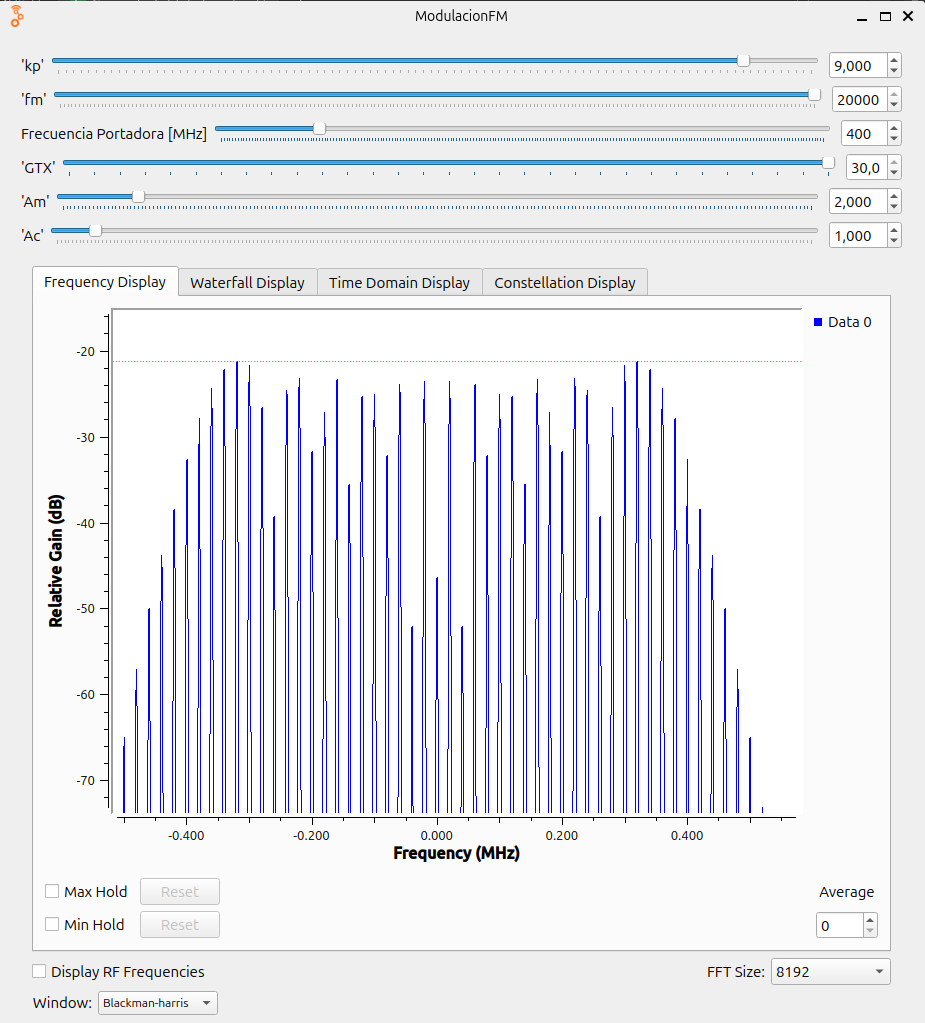 ModulacionFM
'kp' 9,000
'fm' 20000
Frecuencia Portadora [MHz] 400
'GTX' 30,0
'Am' 2,000
'Ac' 1,000
Frequency Display Waterfall Display Time Domain Display Constellation Display
Data 0
-20
-30
-40
-50
-60
-70
Relative Gain (dB)
-0.400 -0.200 0.000 0.200 0.400
Frequency (MHz)
Max Hold Reset Average
Min Hold Reset 0
Display RF Frequencies FFT Size: 8192
Window: Blackman-harris